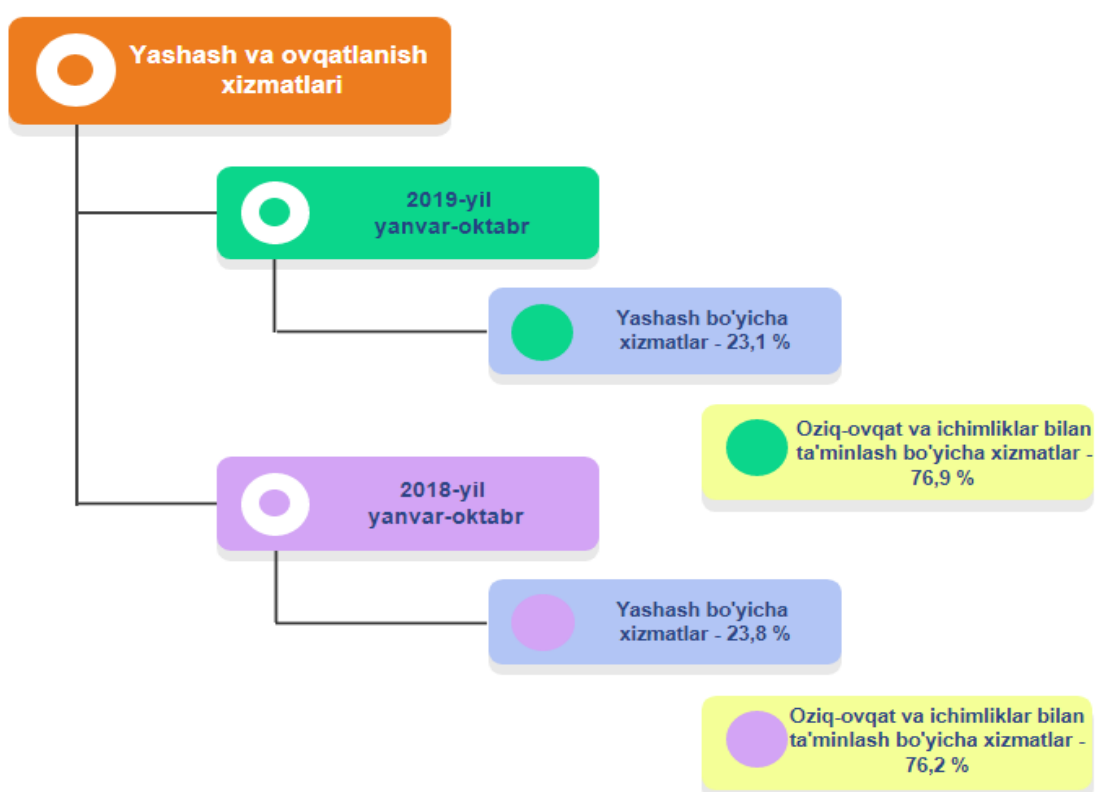 Yashash va ovqatlanish
xizmatlari
2019-yil
yanvar-oktabr
Yashash bo'yicha
xizmatlar - 23,1 %
Oziq-ovqat va ichimliklar bilan
ta'minlash bo'yicha xizmatlar -
76,9 %
2018-yil
yanvar-oktabr
Yashash bo'yicha
xizmatlar - 23,8 %
Oziq-ovqat va ichimliklar bilan
ta'minlash bo'yicha xizmatlar -
76,2 %